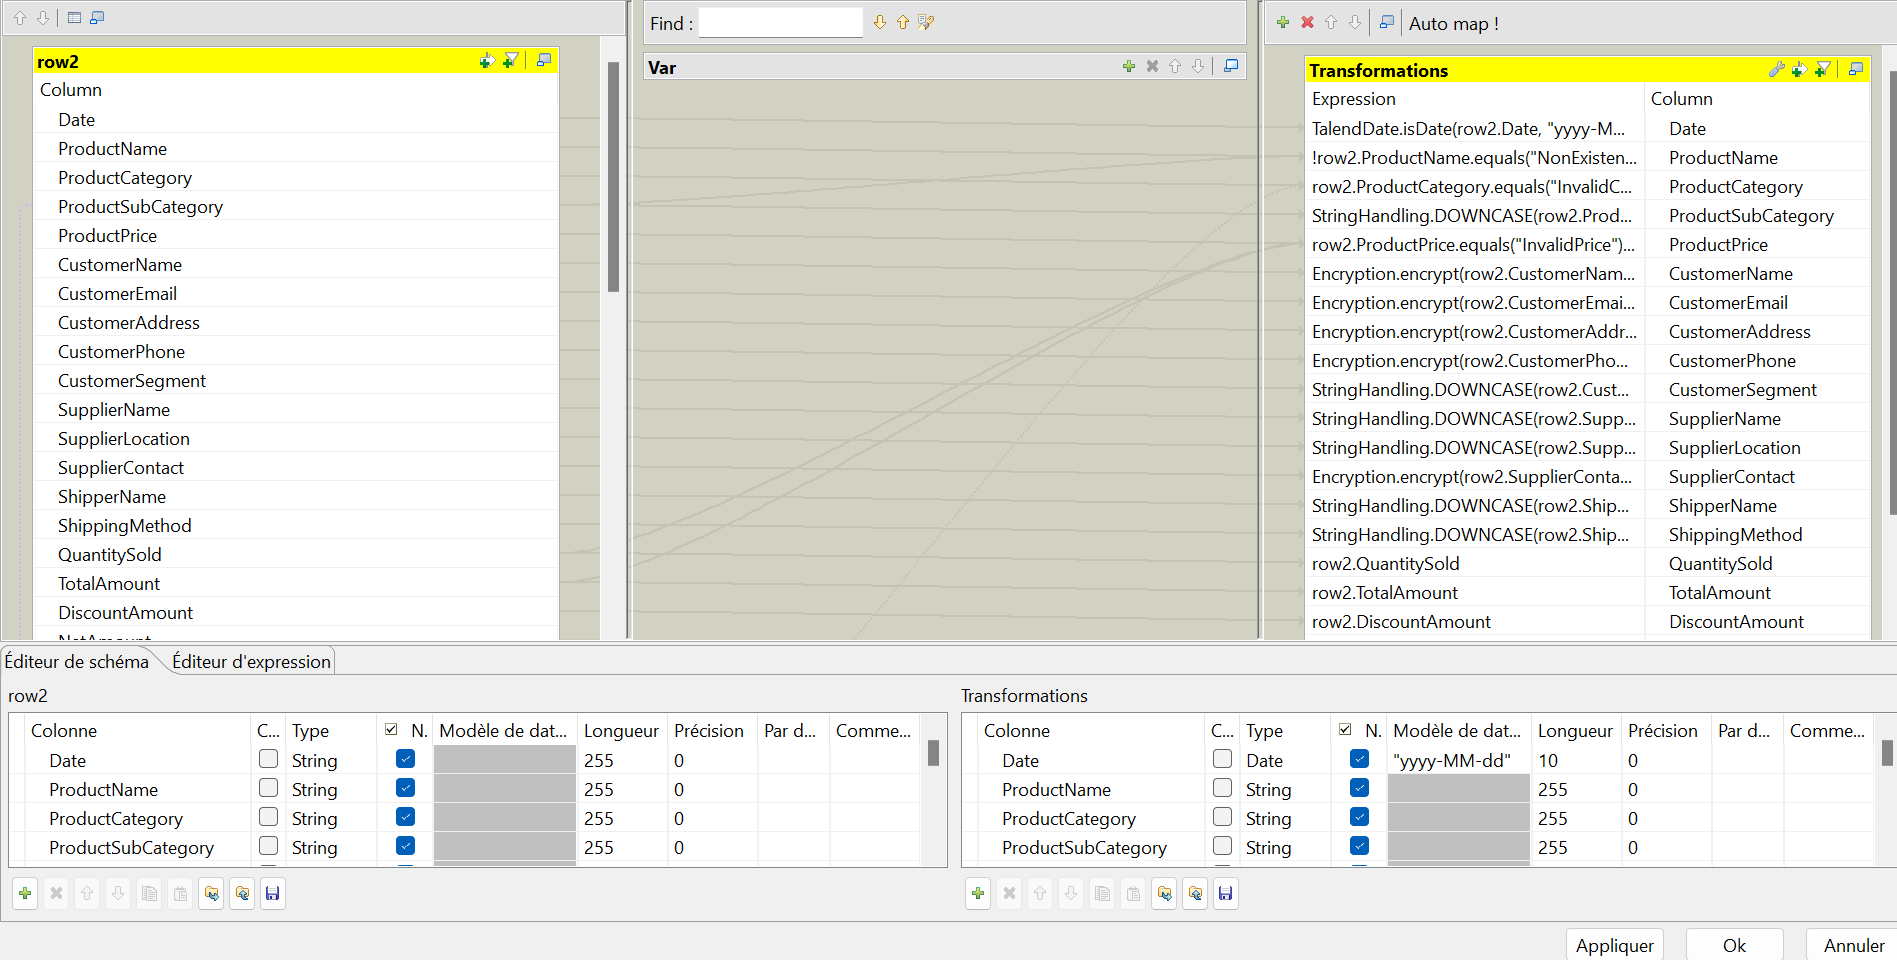 row2
Column
Date
ProductName
ProductCategory
ProductSubCategory
ProductPrice
CustomerName
CustomerEmail
CustomerAddress
CustomerPhone
CustomerSegment
SupplierName
SupplierLocation
SupplierContact
ShipperName
ShippingMethod
QuantitySold
TotalAmount
DiscountAmount
NetAmount
Find :
Var
Auto map !
Transformations
Expression Column
TalendDate.isDate(row2.Date, "yyyy-M... Date
!row2.ProductName.equals("NonExisten... ProductName
row2.ProductCategory.equals("InvalidC... ProductCategory
StringHandling.DOWNCASE(row2.Prod... ProductSubCategory
row2.ProductPrice.equals("InvalidPrice")... ProductPrice
Encryption.encrypt(row2.CustomerNam... CustomerName
Encryption.encrypt(row2.CustomerEmai... CustomerEmail
Encryption.encrypt(row2.CustomerAddr... CustomerAddress
Encryption.encrypt(row2.CustomerPho... CustomerPhone
StringHandling.DOWNCASE(row2.Cust... CustomerSegment
StringHandling.DOWNCASE(row2.Supp... SupplierName
StringHandling.DOWNCASE(row2.Supp... SupplierLocation
Encryption.encrypt(row2.SupplierConta... SupplierContact
StringHandling.DOWNCASE(row2.Ship... ShipperName
StringHandling.DOWNCASE(row2.Ship... ShippingMethod
row2.QuantitySold QuantitySold
row2.TotalAmount TotalAmount
row2.DiscountAmount DiscountAmount
Éditeur de schéma Éditeur d'expression
row2
Colonne C... Type N. Modèle de dat... Longueur Précision Par d... Comme...
Date String 255 0
ProductName String 255 0
ProductCategory String 255 0
ProductSubCategory String 255 0
Transformations
Colonne C... Type N. Modèle de dat... Longueur Précision Par d... Comme...
Date Date "yyyy-MM-dd" 10 0
ProductName String 255 0
ProductCategory String 255 0
ProductSubCategory String 255 0
Appliquer Ok Annuler